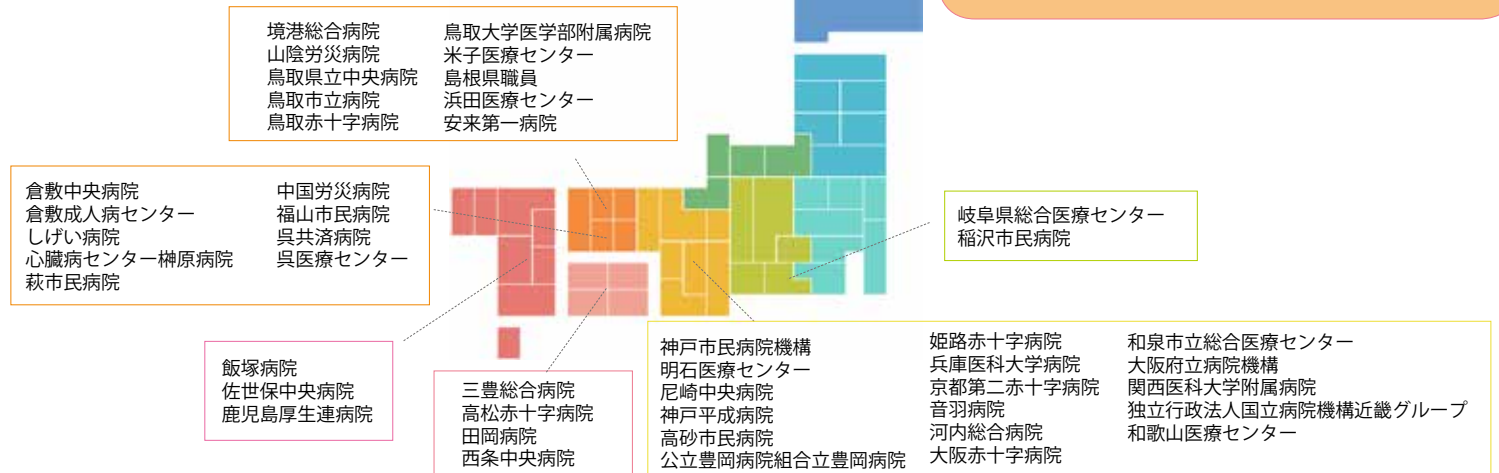 境港総合病院
山陰労災病院
鳥取県立中央病院
鳥取市立病院
鳥取赤十字病院
鳥取大学医学部附属病院
米子医療センター
島根県職員
浜田医療センター
安来第一病院
倉敷中央病院
倉敷成人病センター
しげい病院
心臓病センター榊原病院
萩市民病院
中国労災病院
福山市民病院
呉共済病院
呉医療センター
岐阜県総合医療センター
稲沢市民病院
飯塚病院
佐世保中央病院
鹿児島厚生連病院
三豊総合病院
高松赤十字病院
田岡病院
西条中央病院
神戸市民病院機構
明石医療センター
尼崎中央病院
神戸平成病院
高砂市民病院
公立豊岡病院組合立豊岡病院
姫路赤十字病院
兵庫医科大学病院
京都第二赤十字病院
音羽病院
河内総合病院
大阪赤十字病院
和泉市立総合医療センター
大阪府立病院機構
関西医科大学附属病院
独立行政法人国立病院機構近畿グループ
和歌山医療センター